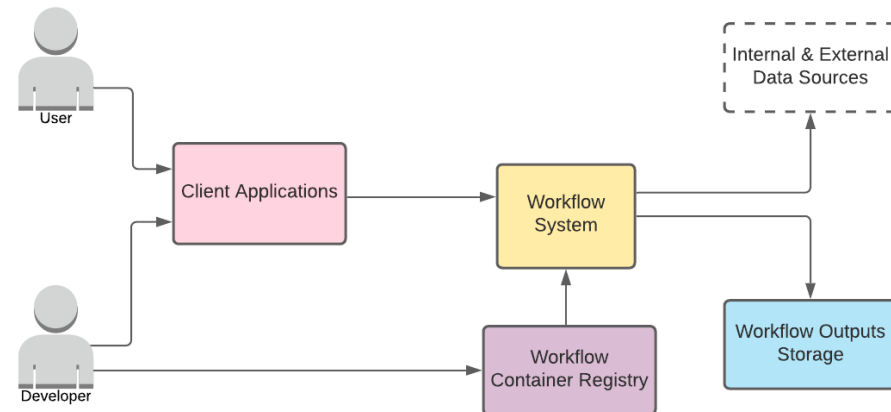 User
Client Applications
Internal & External
Data Sources
Workflow
System
Developer
Workflow
Container Registry
Workflow Outputs
Storage